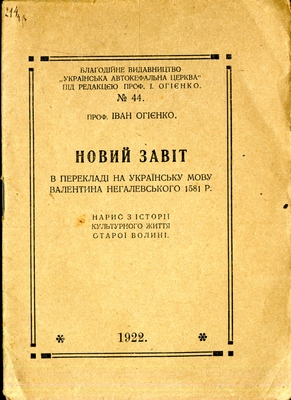 БЛАГОДІЙНЕ ВИДАВНИЦТВО
„УКРАЇНСЬКА АВТОКЕФАЛЬНА ЦЕРКВА“
ПІД РЕДАКЦІЄЮ ПРОФ. І. ОГІЄНКО.
№ 44.
ПРОФ. ІВАН ОГІЄНКО.
НОВИЙ ЗАВІТ
В ПЕРЕКЛАДІ НА УКРАЇНСЬКУ МОВУ
ВАЛЕНТИНА НЕГАЛЕВСЬКОГО 1581 Р.
НАРИС З ІСТОРІЇ
КУЛЬТУРНОГО ЖИТТЯ
СТАРОЇ ВОЛИНІ.
1922.